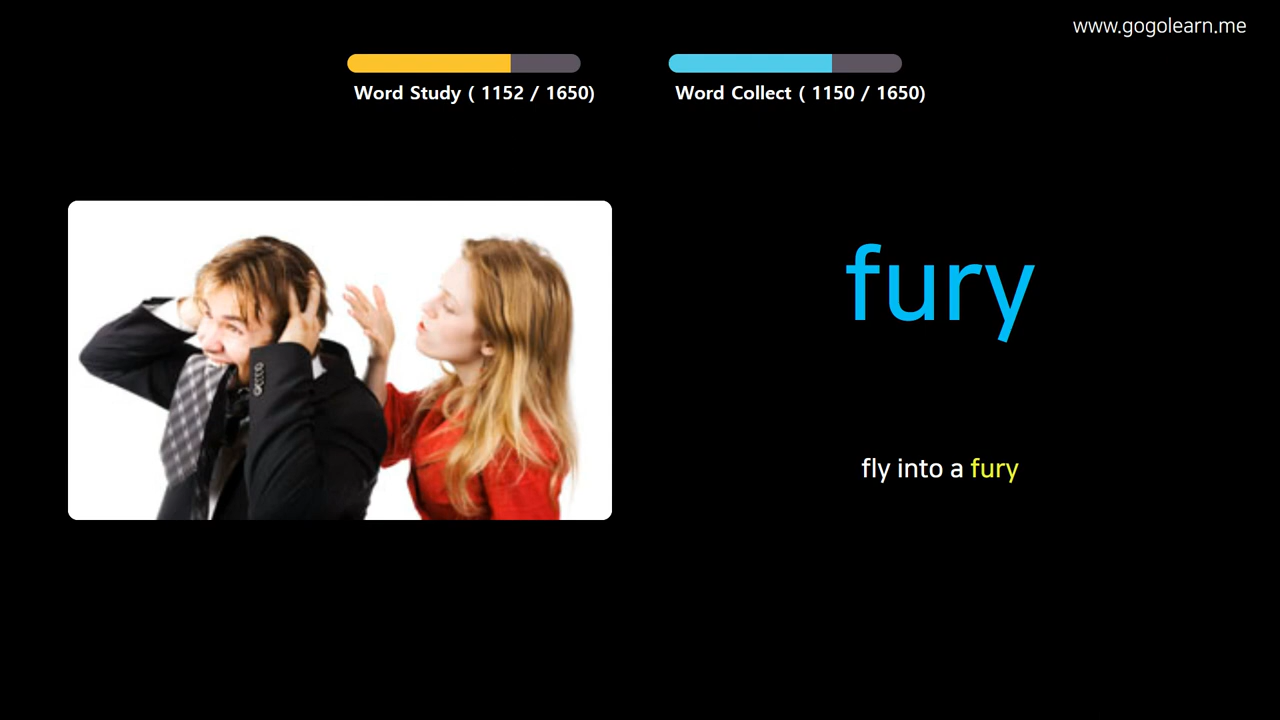 www.gogolearn.me
Word Study ( 1152 / 1650)
Word Collect ( 1150 / 1650)
fury
fly into a fury